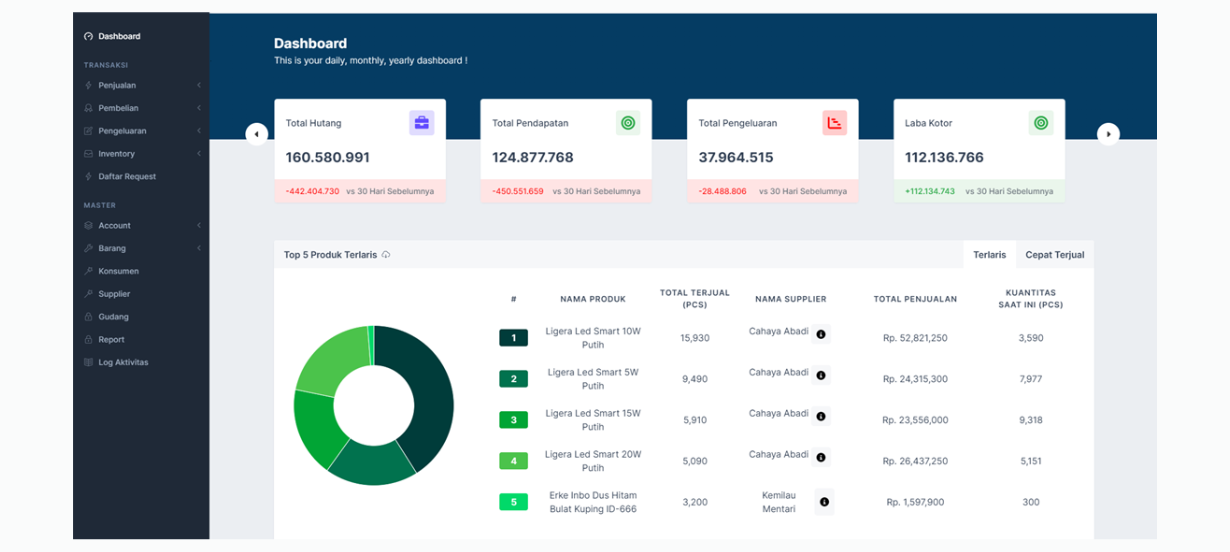 Dashboard
TRANSAKSI
Penjualan
Pembelian
Pengeluaran
Inventory
Daftar Request
MASTER
Account
Barang
Konsumen
Supplier
Gudang
Report
Log Aktivitas
Dashboard
This is your daily, monthly, yearly dashboard !
Total Hutang
160.580.991
-442.404.730 vs 30 Hari Sebelumnya
Total Pendapatan
124.877.768
-450.551.659 vs 30 Hari Sebelumnya
Total Pengeluaran
37.964.515
-28.488.806 vs 30 Hari Sebelumnya
Laba Kotor
112.136.766
+112.134.743 vs 30 Hari Sebelumnya
Top 5 Produk Terlaris
Terlaris Cepat Terjual
# NAMA PRODUK TOTAL TERJUAL (PCS) NAMA SUPPLIER TOTAL PENJUALAN KUANTITAS SAAT INI (PCS)
1 Ligera Led Smart 10W Putih 15,930 Cahaya Abadi Rp. 52,821,250 3,590
2 Ligera Led Smart 5W Putih 9,490 Cahaya Abadi Rp. 24,315,300 7,977
3 Ligera Led Smart 15W Putih 5,910 Cahaya Abadi Rp. 23,556,000 9,318
4 Ligera Led Smart 20W Putih 5,090 Cahaya Abadi Rp. 26,437,250 5,151
5 Erke Inbo Dus Hitam Bulat Kuping ID-666 3,200 Kemilau Mentari Rp. 1,597,900 300